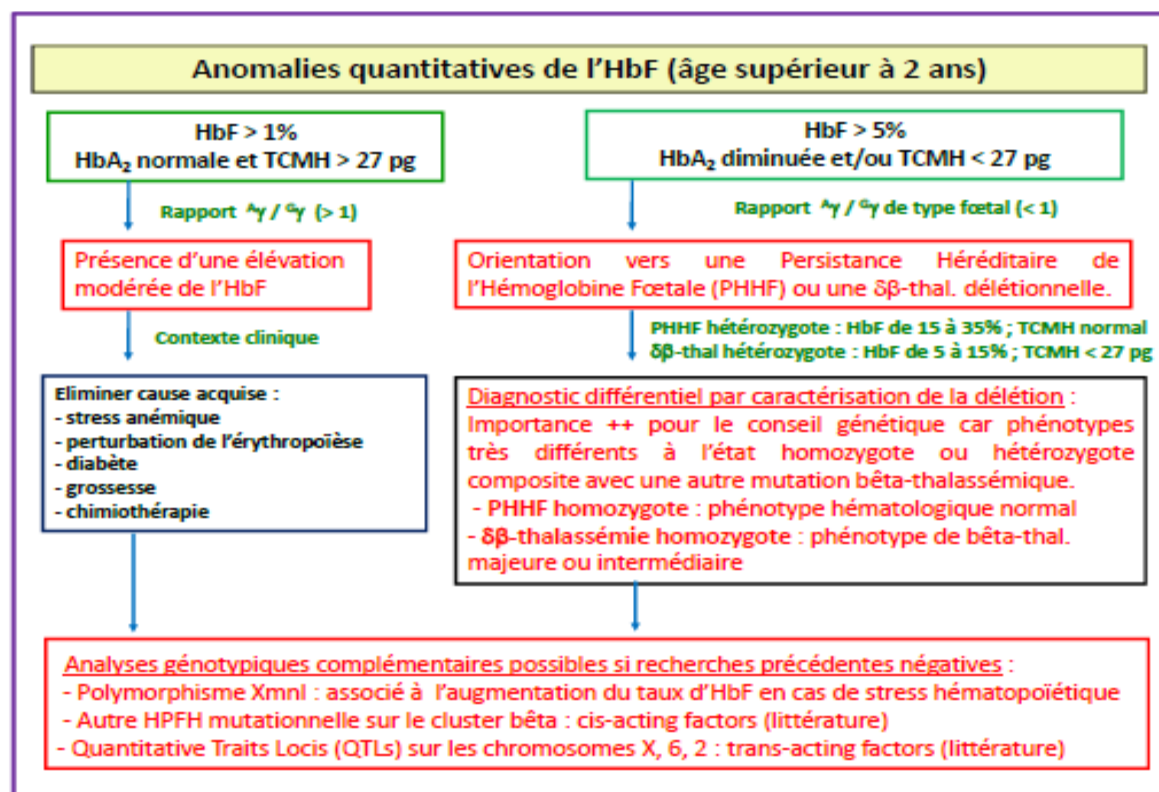 Anomalies quantitatives de l'HbF (âge supérieur à 2 ans)
HbF > 1%
HbA₂ normale et TCMH > 27 pg
Rapport ᴬγ / ᴳγ (> 1)
Présence d'une élévation
modérée de l'HbF
Contexte clinique
Eliminer cause acquise :
- stress anémique
- perturbation de l'érythropoïèse
- diabète
- grossesse
- chimiothérapie
HbF > 5%
HbA₂ diminuée et/ou TCMH < 27 pg
Rapport ᴬγ / ᴳγ de type fœtal (< 1)
Orientation vers une Persistance Héréditaire de
l'Hémoglobine Fœtale (PHHF) ou une δβ-thal. délétionnelle.
PHHF hétérozygote : HbF de 15 à 35% ; TCMH normal
δβ-thal hétérozygote : HbF de 5 à 15% ; TCMH < 27 pg
Diagnostic différentiel par caractérisation de la délétion :
Importance ++ pour le conseil génétique car phénotypes
très différents à l'état homozygote ou hétérozygote
composite avec une autre mutation bêta-thalassémique.
- PHHF homozygote : phénotype hématologique normal
- δβ-thalassémie homozygote : phénotype de bêta-thal.
majeure ou intermédiaire
Analyses génotypiques complémentaires possibles si recherches précédentes négatives :
- Polymorphisme XmnI : associé à l'augmentation du taux d'HbF en cas de stress hématopoïétique
- Autre HPFH mutationnelle sur le cluster bêta : cis-acting factors (littérature)
- Quantitative Traits Locis (QTLs) sur les chromosomes X, 6, 2 : trans-acting factors (littérature)